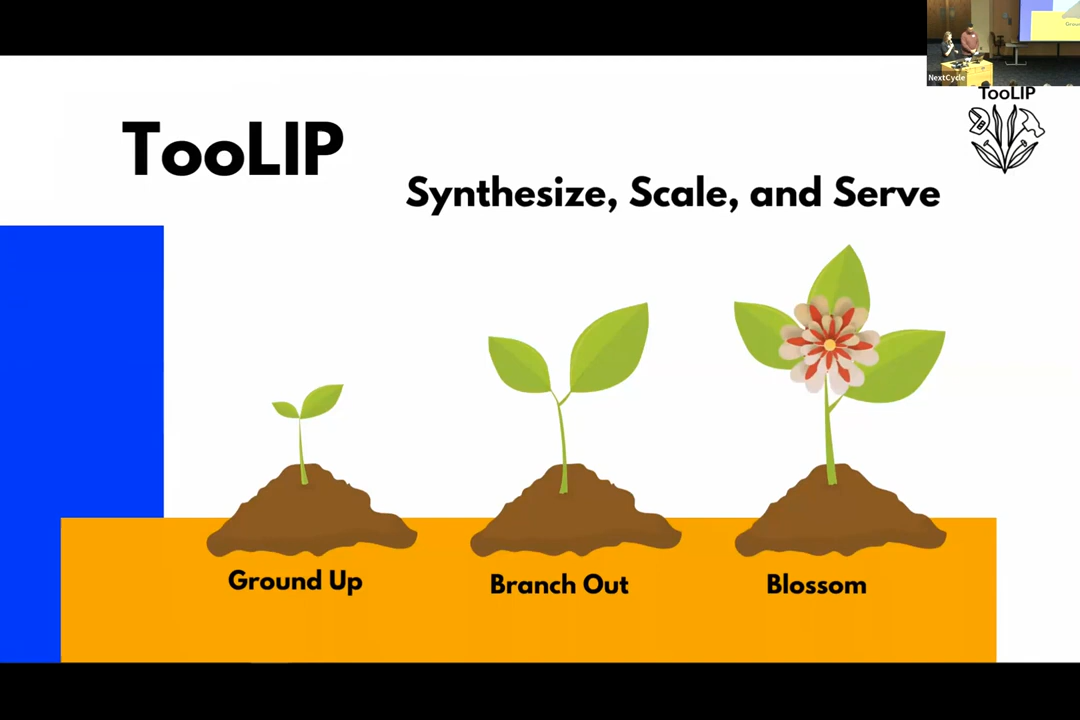 TooLIP
Synthesize, Scale, and Serve
NextCycle
TooLIP
Ground Up
Branch Out
Blossom